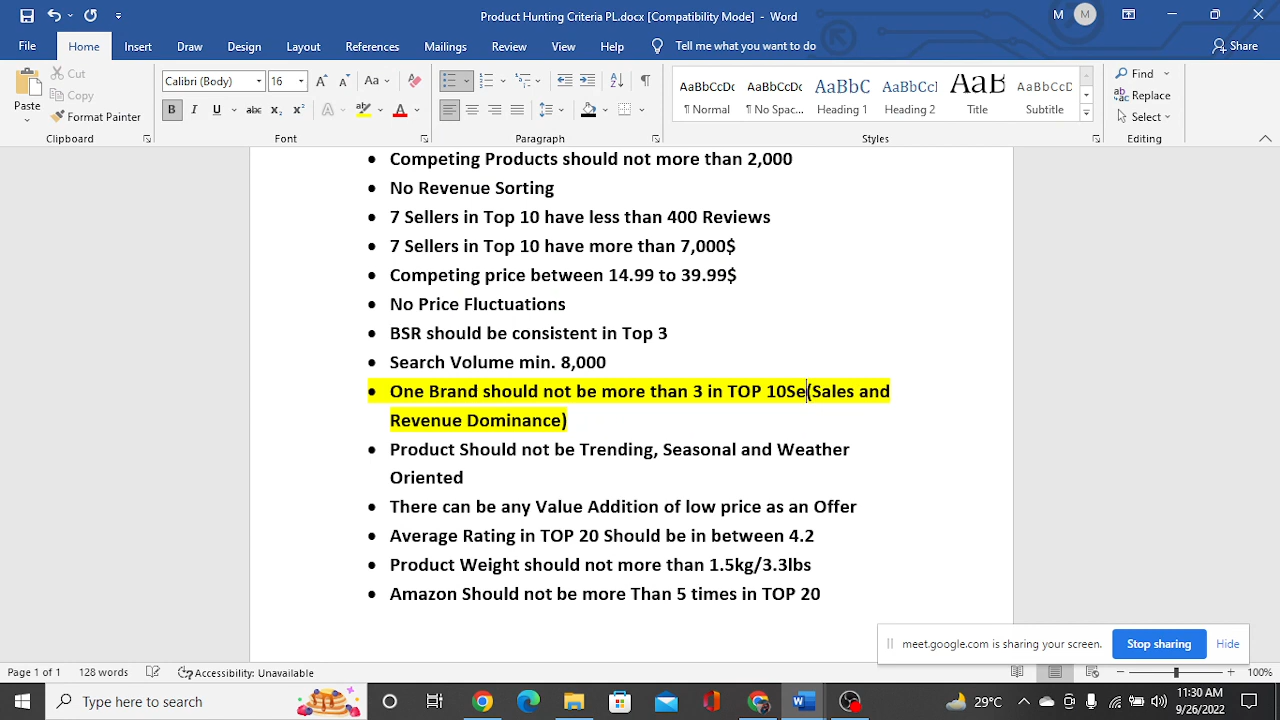 Product Hunting Criteria PL.docx [Compatibility Mode] - Word
M M
File Home Insert Draw Design Layout References Mailings Review View Help Tell me what you want to do Share
Paste Cut Copy Format Painter
Calibri (Body) 16
Find Replace Select
AaBbCcDc AaBbCcDc AaBbC AaBbCcI AaB AaBbCcD
¶ Normal ¶ No Spac... Heading 1 Heading 2 Title Subtitle
Clipboard Font Paragraph Styles Editing
• Competing Products should not more than 2,000
• No Revenue Sorting
• 7 Sellers in Top 10 have less than 400 Reviews
• 7 Sellers in Top 10 have more than 7,000$
• Competing price between 14.99 to 39.99$
• No Price Fluctuations
• BSR should be consistent in Top 3
• Search Volume min. 8,000
• One Brand should not be more than 3 in TOP 10Se(Sales and
Revenue Dominance)
• Product Should not be Trending, Seasonal and Weather
Oriented
• There can be any Value Addition of low price as an Offer
• Average Rating in TOP 20 Should be in between 4.2
• Product Weight should not more than 1.5kg/3.3lbs
• Amazon Should not be more Than 5 times in TOP 20
meet.google.com is sharing your screen. Stop sharing Hide
Page 1 of 1 128 words Accessibility: Unavailable 100%
Type here to search
29°C
11:30 AM
9/26/2022